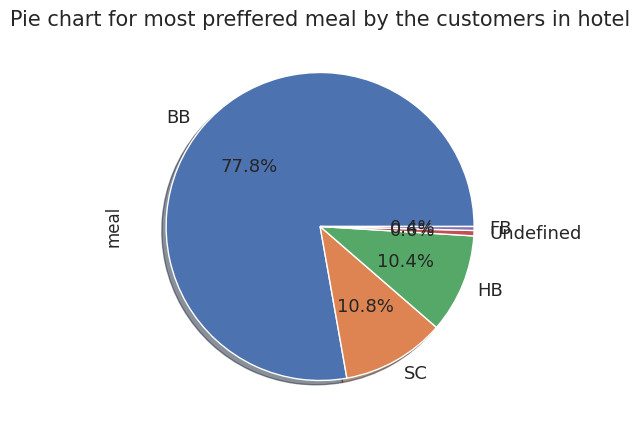 Pie chart for most preffered meal by the customers in hotel
BB
77.8%
meal
0.4%
FB
0.6%
Undefined
10.4%
HB
10.8%
SC